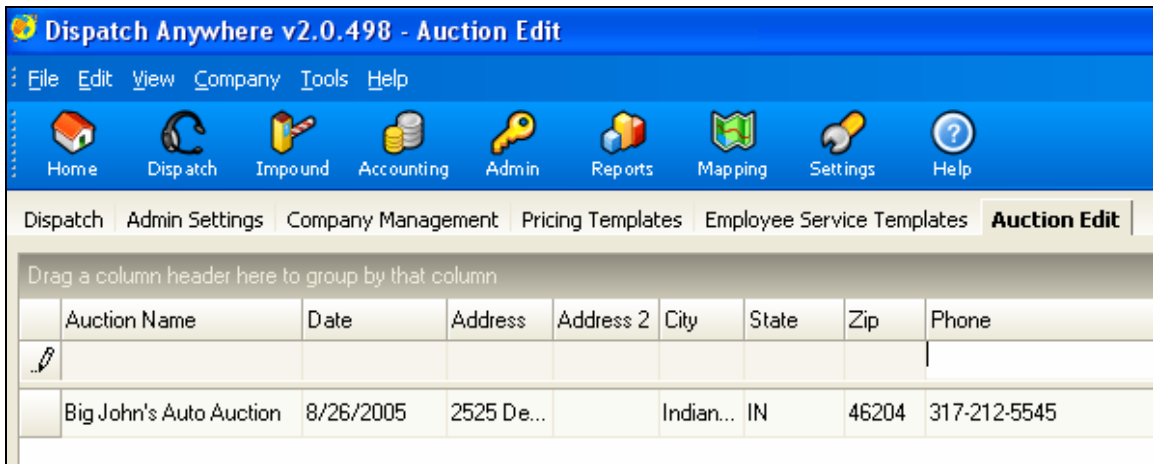 Dispatch Anywhere v2.0.498 - Auction Edit
File Edit View Company Tools Help
Home Dispatch Impound Accounting Admin Reports Mapping Settings Help
Dispatch Admin Settings Company Management Pricing Templates Employee Service Templates Auction Edit
Drag a column header here to group by that column
Auction Name Date Address Address 2 City State Zip Phone
Big John's Auto Auction 8/26/2005 2525 De... Indian... IN 46204 317-212-5545